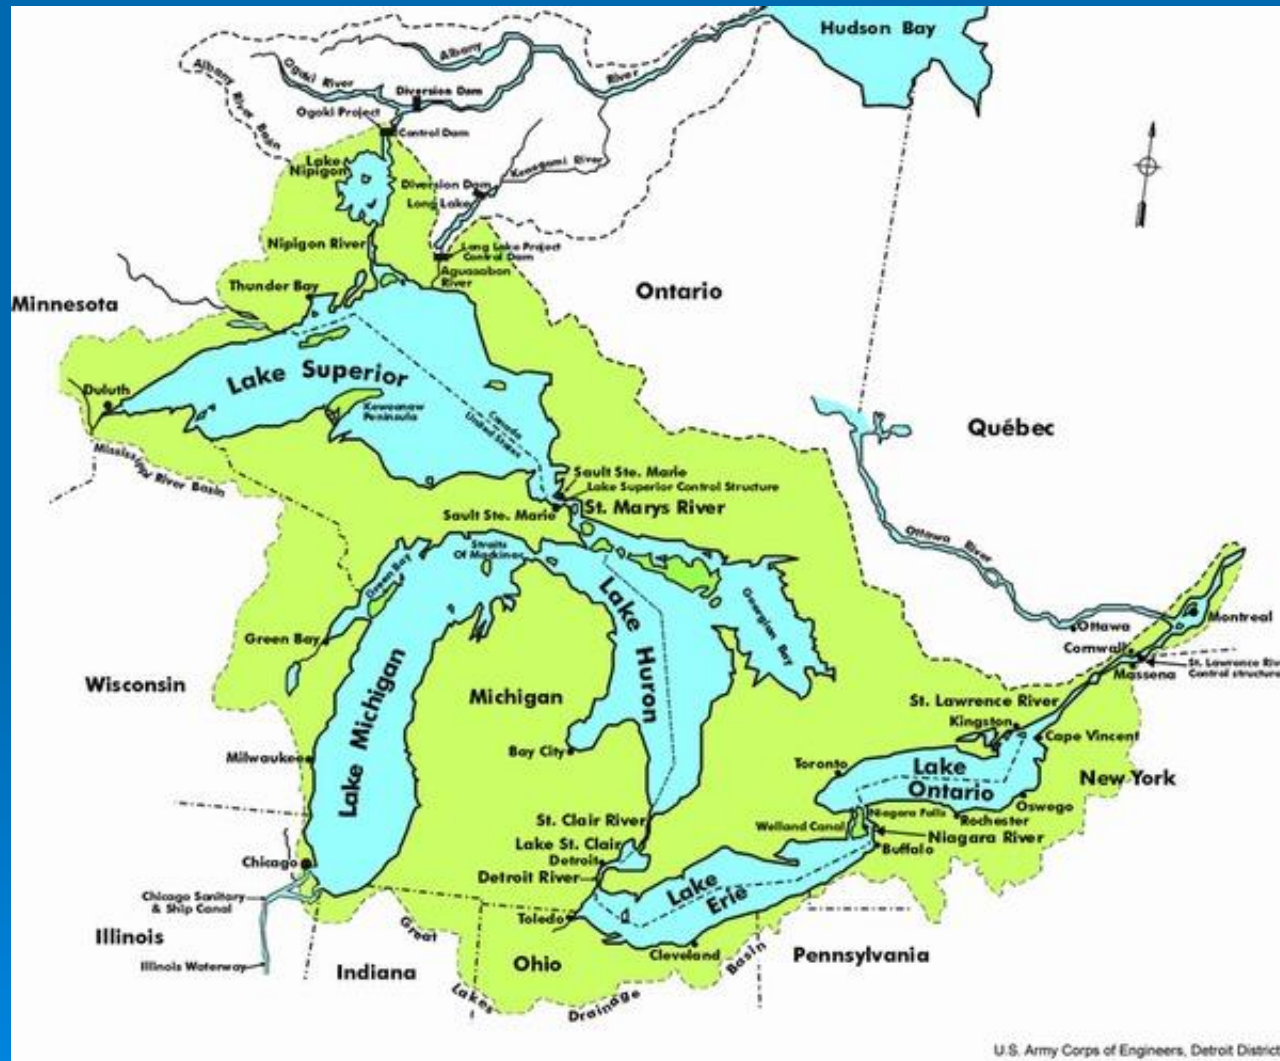 Hudson Bay
Albany
River
Ogoki River
Albany River Basin
Diversion Dam
Ogoki Project
Control Dam
Lake
Nipigon
Kenogami River
Diversion Dam
Long Lake
Nipigon River
Long Lake Project
Control Dam
Aguasabon
River
Thunder Bay
Ontario
Minnesota
Lake Superior
Duluth
Keweenaw
Peninsula
Canada
United States
Québec
Mississippi River Basin
Sault Ste. Marie
Lake Superior Control Structure
St. Marys River
Sault Ste. Marie
Straits
Of Mackinac
Ottawa River
Green Bay
Lake Huron
Georgian Bay
Montreal
Ottawa
Green Bay
Cornwall
St. Lawrence Riv
Control structure
Massena
Wisconsin
Lake Michigan
Michigan
St. Lawrence River
Kingston
Cape Vincent
Bay City
Milwaukee
Toronto
Lake
Ontario
New York
Oswego
Niagara Falls
Rochester
St. Clair River
Welland Canal
Niagara River
Lake St. Clair
Buffalo
Detroit
Chicago
Detroit River
Lake
Erie
Chicago Sanitary
& Ship Canal
Toledo
Illinois
Cleveland
Pennsylvania
Illinois Waterway
Indiana
Ohio
Great Lakes Drainage Basin
U.S. Army Corps of Engineers, Detroit District